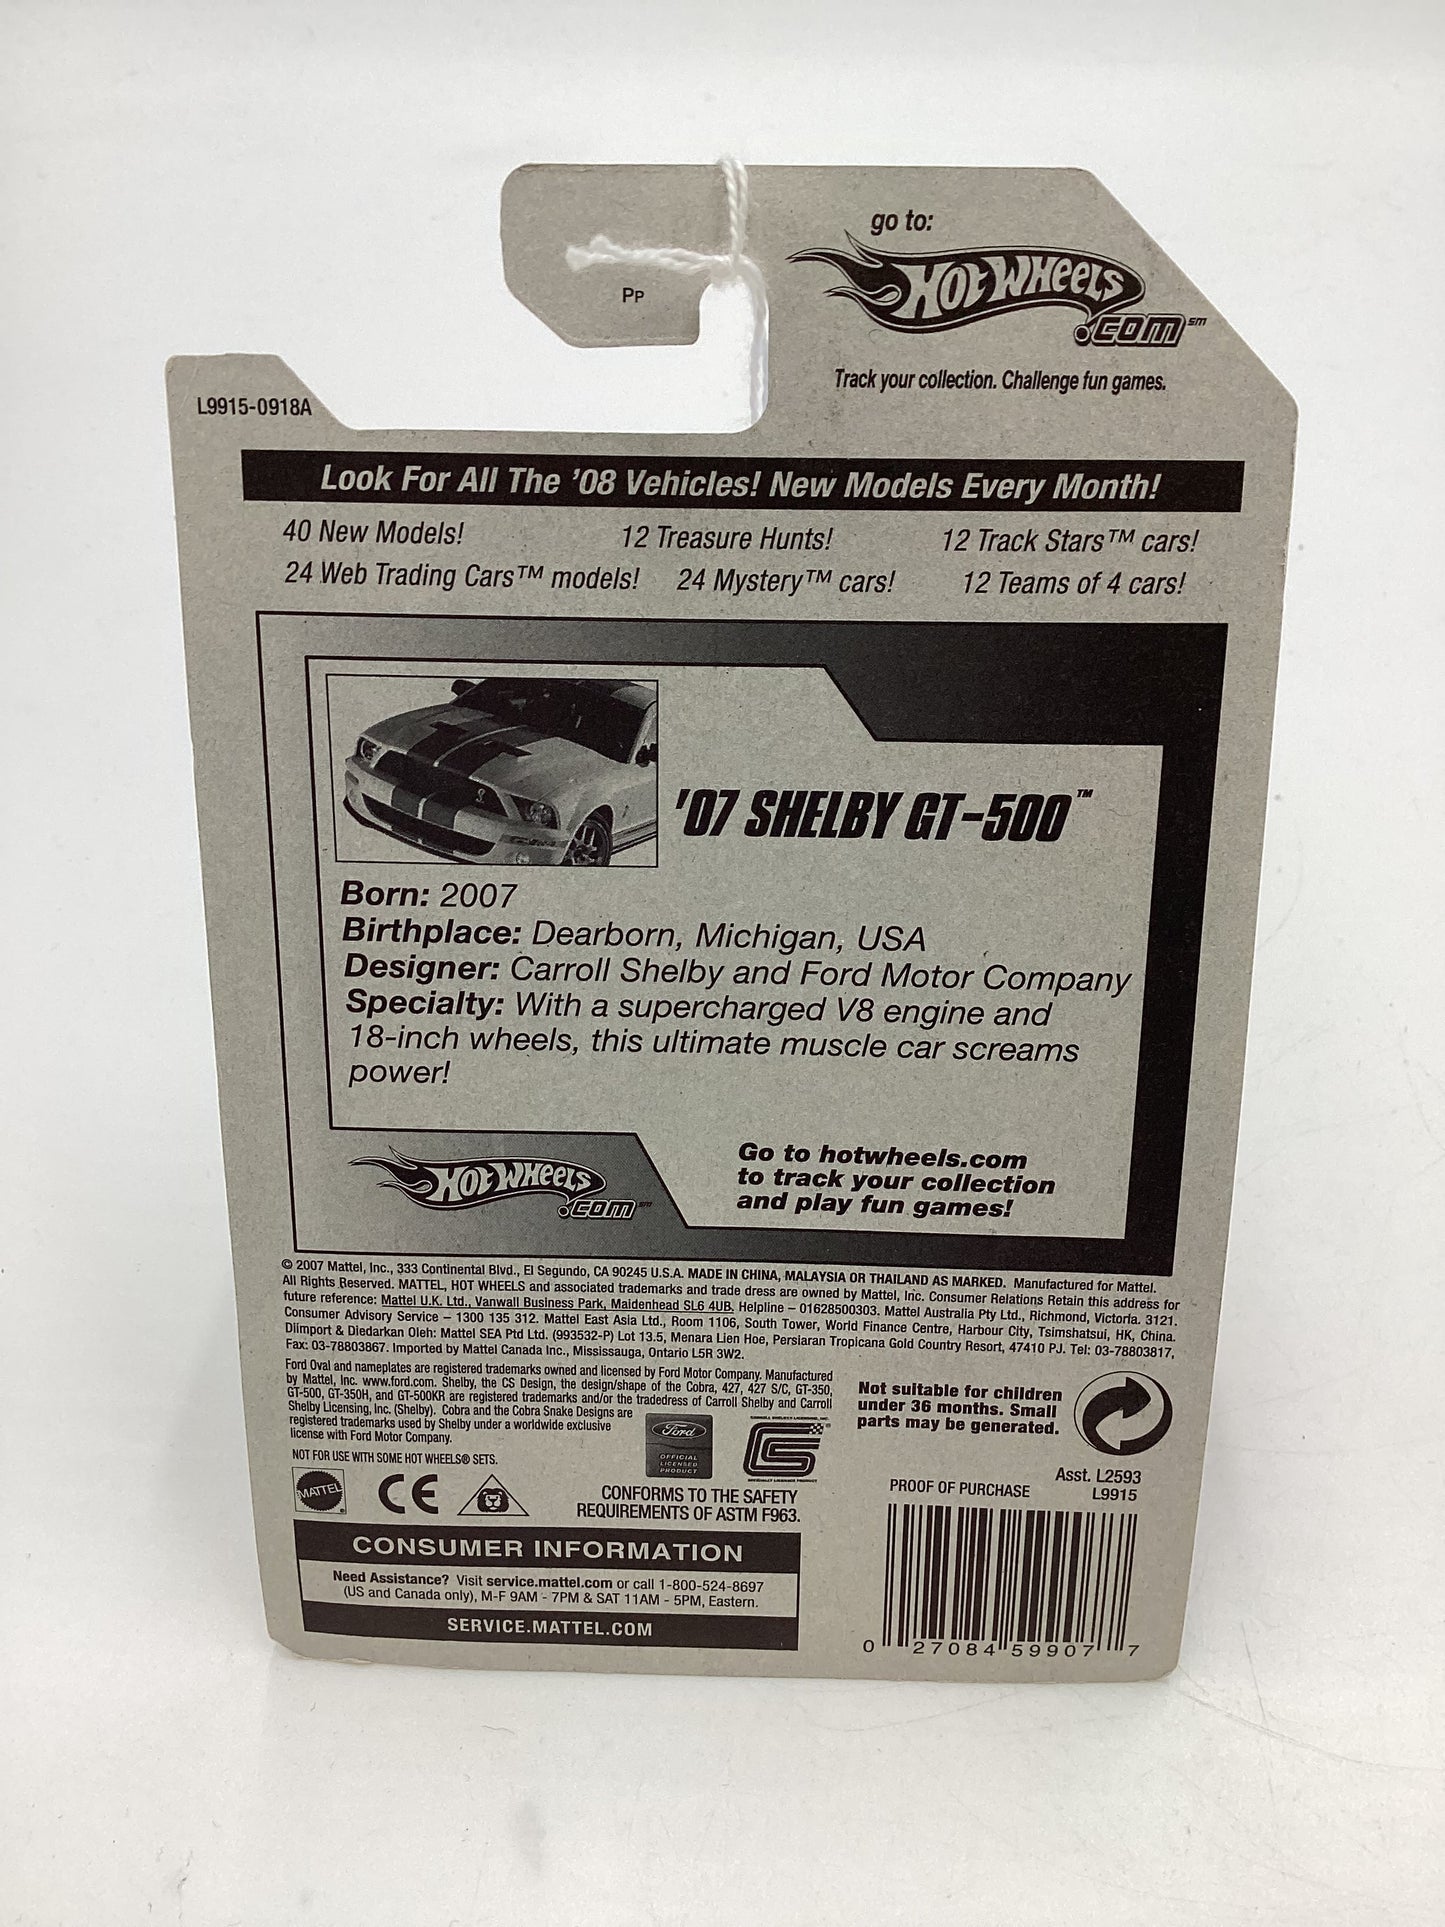 go to:
HOT WHEELS
.COM SM
Track your collection. Challenge fun games.
PP
L9915-0918A
Look For All The '08 Vehicles! New Models Every Month!
40 New Models! 12 Treasure Hunts! 12 Track Stars™ cars!
24 Web Trading Cars™ models! 24 Mystery™ cars! 12 Teams of 4 cars!
'07 SHELBY GT-500™
Born: 2007
Birthplace: Dearborn, Michigan, USA
Designer: Carroll Shelby and Ford Motor Company
Specialty: With a supercharged V8 engine and
18-inch wheels, this ultimate muscle car screams
power!
HOT WHEELS
.COM SM
Go to hotwheels.com
to track your collection
and play fun games!
© 2007 Mattel, Inc., 333 Continental Blvd., El Segundo, CA 90245 U.S.A. MADE IN CHINA, MALAYSIA OR THAILAND AS MARKED. Manufactured for Mattel.
All Rights Reserved. MATTEL, HOT WHEELS and associated trademarks and trade dress are owned by Mattel, Inc. Consumer Relations Retain this address for
future reference: Mattel U.K. Ltd., Vanwall Business Park, Maidenhead SL6 4UB. Helpline – 01628500303. Mattel Australia Pty Ltd., Richmond, Victoria. 3121.
Consumer Advisory Service – 1300 135 312. Mattel East Asia Ltd., Room 1106, South Tower, World Finance Centre, Harbour City, Tsimshatsui, HK, China.
Diimport & Diedarkan Oleh: Mattel SEA Ptd Ltd. (993532-P) Lot 13.5, Menara Lien Hoe, Persiaran Tropicana Gold Country Resort, 47410 PJ. Tel: 03-78803817,
Fax: 03-78803867. Imported by Mattel Canada Inc., Mississauga, Ontario L5R 3W2.
Ford Oval and nameplates are registered trademarks owned and licensed by Ford Motor Company. Manufactured
by Mattel, Inc. www.ford.com. Shelby, the CS Design, the design/shape of the Cobra, 427, 427 S/C, GT-350,
GT-500, GT-350H, and GT-500KR are registered trademarks and/or the tradedress of Carroll Shelby and Carroll
Shelby Licensing, Inc. (Shelby). Cobra and the Cobra Snake Designs are
registered trademarks used by Shelby under a worldwide exclusive
license with Ford Motor Company.
Ford
OFFICIAL
LICENSED
PRODUCT
CARROLL SHELBY LICENSING, INC.
CS
SPECIALTY LICENSED PRODUCT
Not suitable for children
under 36 months. Small
parts may be generated.
NOT FOR USE WITH SOME HOT WHEELS® SETS.
MATTEL
CE
CONFORMS TO THE SAFETY
REQUIREMENTS OF ASTM F963.
CONSUMER INFORMATION
Need Assistance? Visit service.mattel.com or call 1-800-524-8697
(US and Canada only), M-F 9AM - 7PM & SAT 11AM - 5PM, Eastern.
SERVICE.MATTEL.COM
Asst. L2593
PROOF OF PURCHASE L9915
0 27084 59907 7